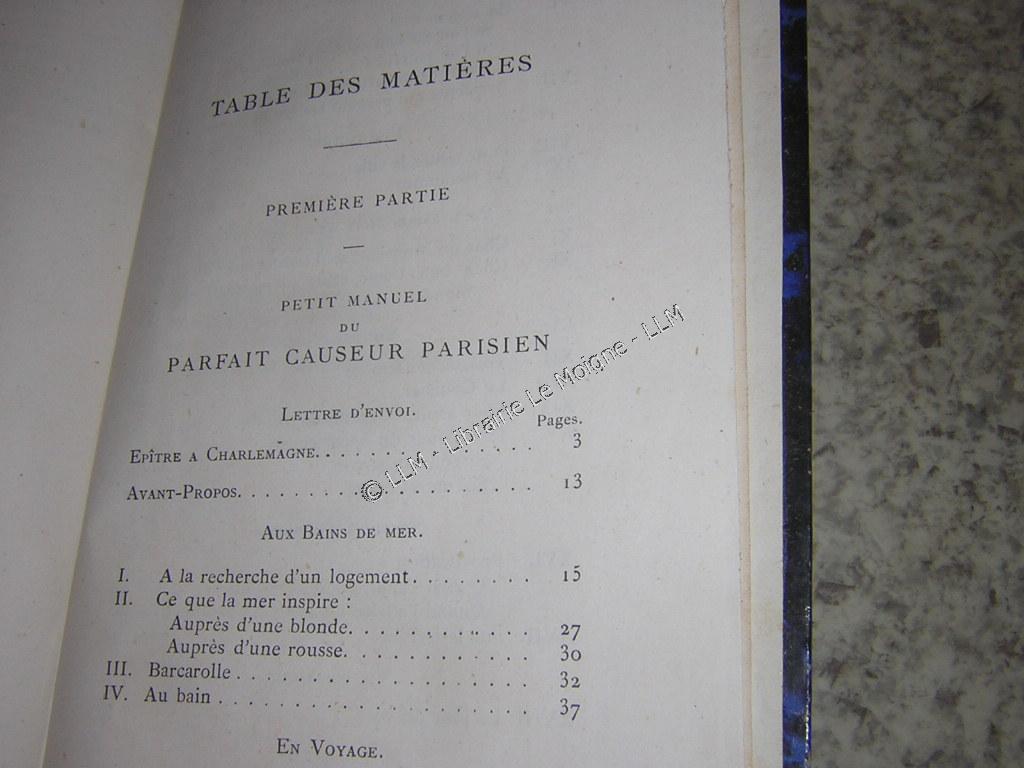 TABLE DES MATIÈRES
PREMIÈRE PARTIE
PETIT MANUEL
DU
PARFAIT CAUSEUR PARISIEN
LETTRE D'ENVOI.
Pages.
EPÎTRE A CHARLEMAGNE. . . . . . . . . . . . . . . 3
AVANT-PROPOS. . . . . . . . . . . . . . . . . . . . 13
AUX BAINS DE MER.
I. A la recherche d'un logement. . . . . . . . 15
II. Ce que la mer inspire :
Auprès d'une blonde. . . . . . . . . . . . 27
Auprès d'une rousse. . . . . . . . . . . . 30
III. Barcarolle . . . . . . . . . . . . . . . . . . . 32
IV. Au bain . . . . . . . . . . . . . . . . . . . . 37
EN VOYAGE.
© LLM - Librairie Le Moigne - LLM